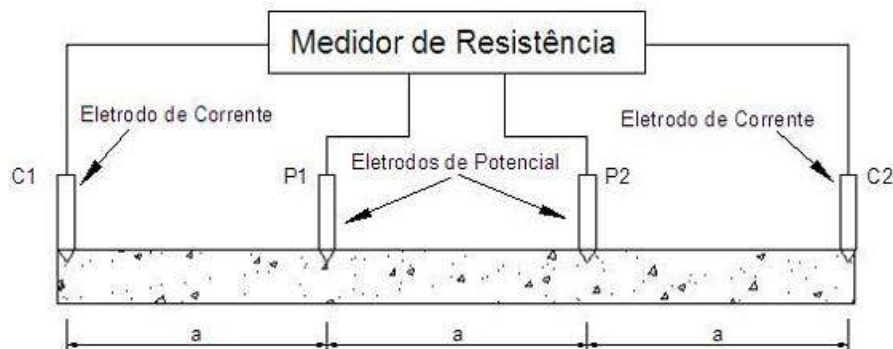 Medidor de Resistência
Eletrodo de Corrente
Eletrodo de Corrente
Eletrodos de Potencial
C1
P1
P2
C2
a
a
a